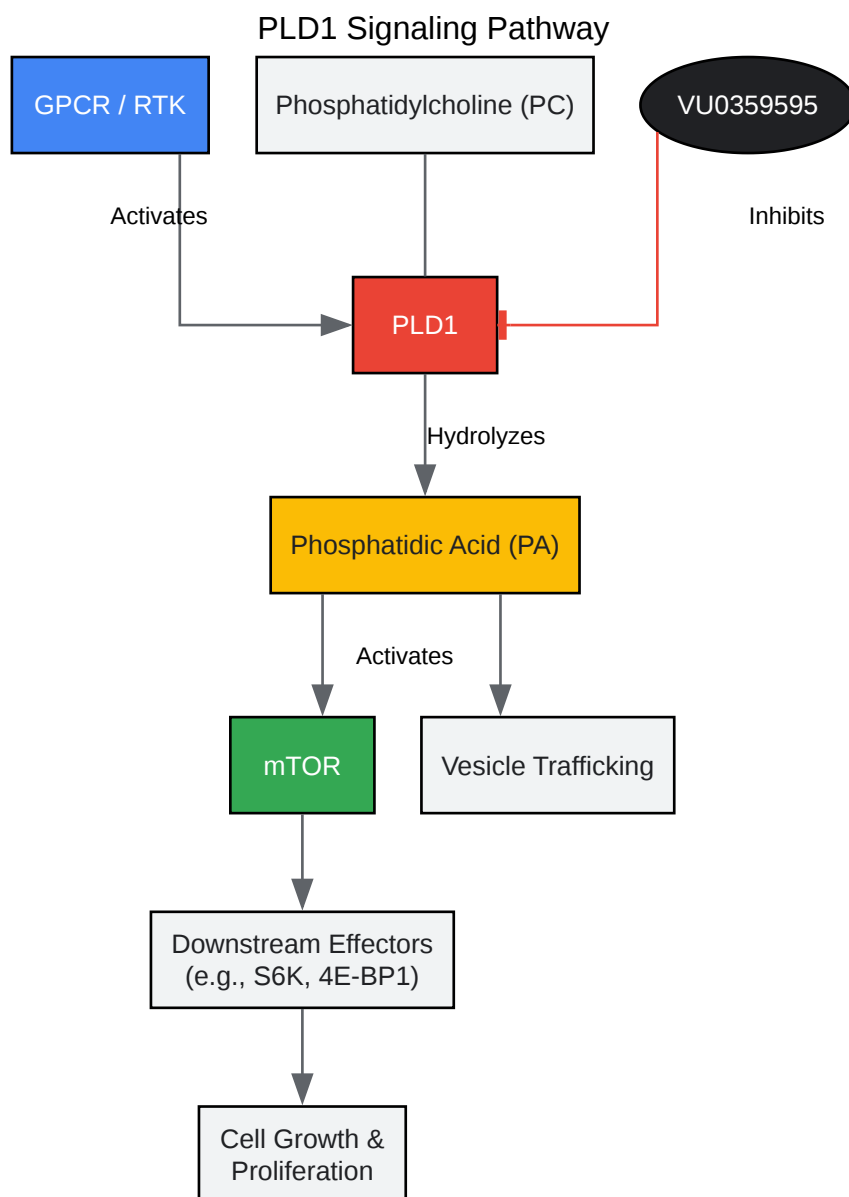 PLD1 Signaling Pathway
GPCR / RTK
Phosphatidylcholine (PC)
VU0359595
Activates
Inhibits
PLD1
Hydrolyzes
Phosphatidic Acid (PA)
Activates
mTOR
Vesicle Trafficking
Downstream Effectors
(e.g., S6K, 4E-BP1)
Cell Growth &
Proliferation